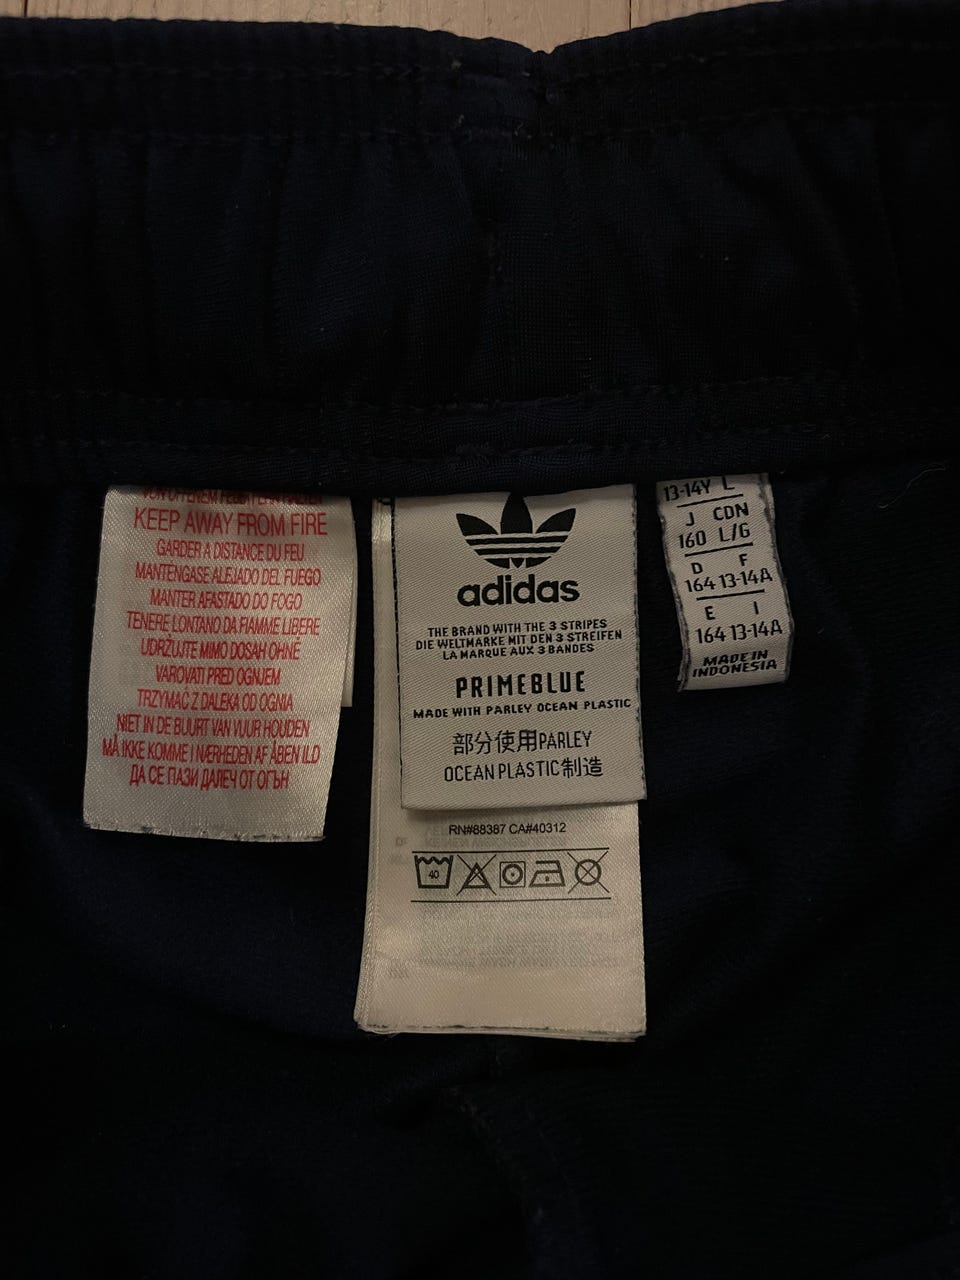 VON OFFENEM FEUER FERNHALTEN
KEEP AWAY FROM FIRE
GARDER A DISTANCE DU FEU
MANTENGASE ALEJADO DEL FUEGO
MANTER AFASTADO DO FOGO
TENERE LONTANO DA FIAMME LIBERE
UDRŽUJTE MIMO DOSAH OHNĚ
VAROVATI PRED OGNJEM
TRZYMAĆ Z DALEKA OD OGNIA
NIET IN DE BUURT VAN VUUR HOUDEN
MÅ IKKE KOMME I NÆRHEDEN AF ÅBEN ILD
ДА СЕ ПАЗИ ДАЛЕЧ ОТ ОГЪН
adidas
THE BRAND WITH THE 3 STRIPES
DIE WELTMARKE MIT DEN 3 STREIFEN
LA MARQUE AUX 3 BANDES
PRIMEBLUE
MADE WITH PARLEY OCEAN PLASTIC
部分使用PARLEY
OCEAN PLASTIC制造
RN#88387 CA#40312
40
13-14Y L
J CDN
160 L/G
D F
164 13-14A
E I
164 13-14A
MADE IN
INDONESIA